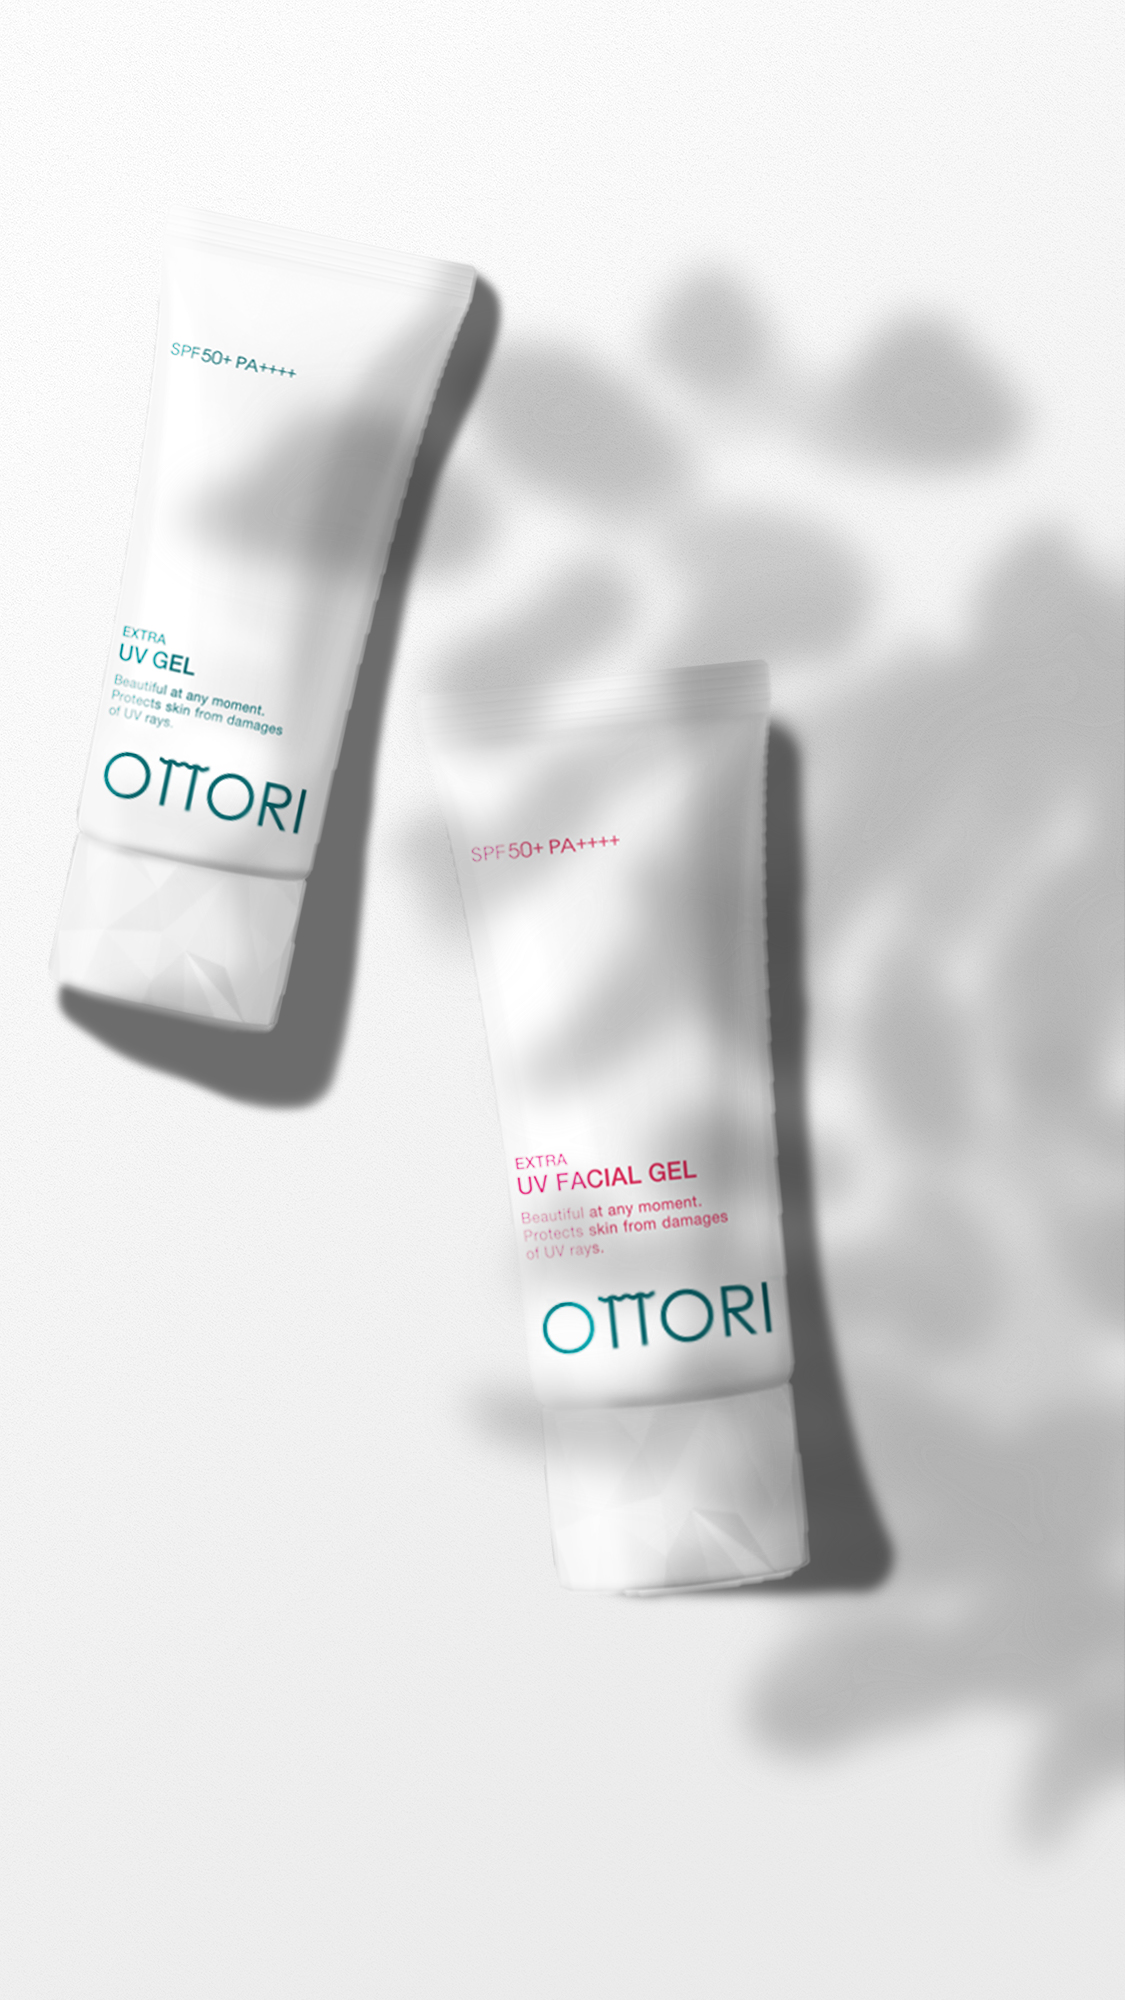 SPF50+ PA++++
EXTRA
UV GEL
Beautiful at any moment.
Protects skin from damages
of UV rays.
OTTORI
SPF50+ PA++++
EXTRA
UV FACIAL GEL
Beautiful at any moment.
Protects skin from damages
of UV rays.
OTTORI